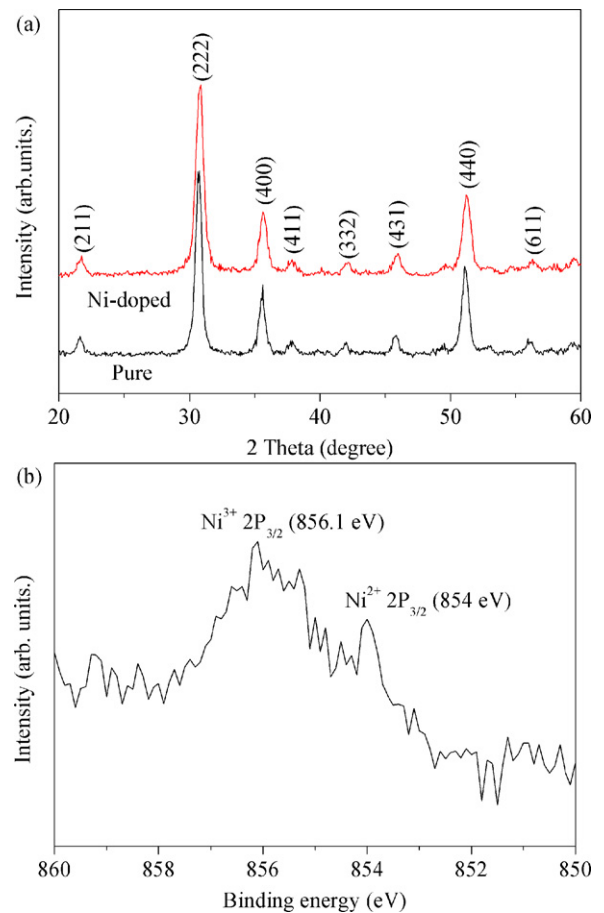 (a)
(222)
(440)
(400)
(211)
(411)
(332)
(431)
(611)
Ni-doped
Pure
Intensity (arb.units.)
20 30 40 50 60
2 Theta (degree)
(b)
Ni³⁺ 2P₃/₂ (856.1 eV)
Ni²⁺ 2P₃/₂ (854 eV)
Intensity (arb. units.)
860 858 856 854 852 850
Binding energy (eV)